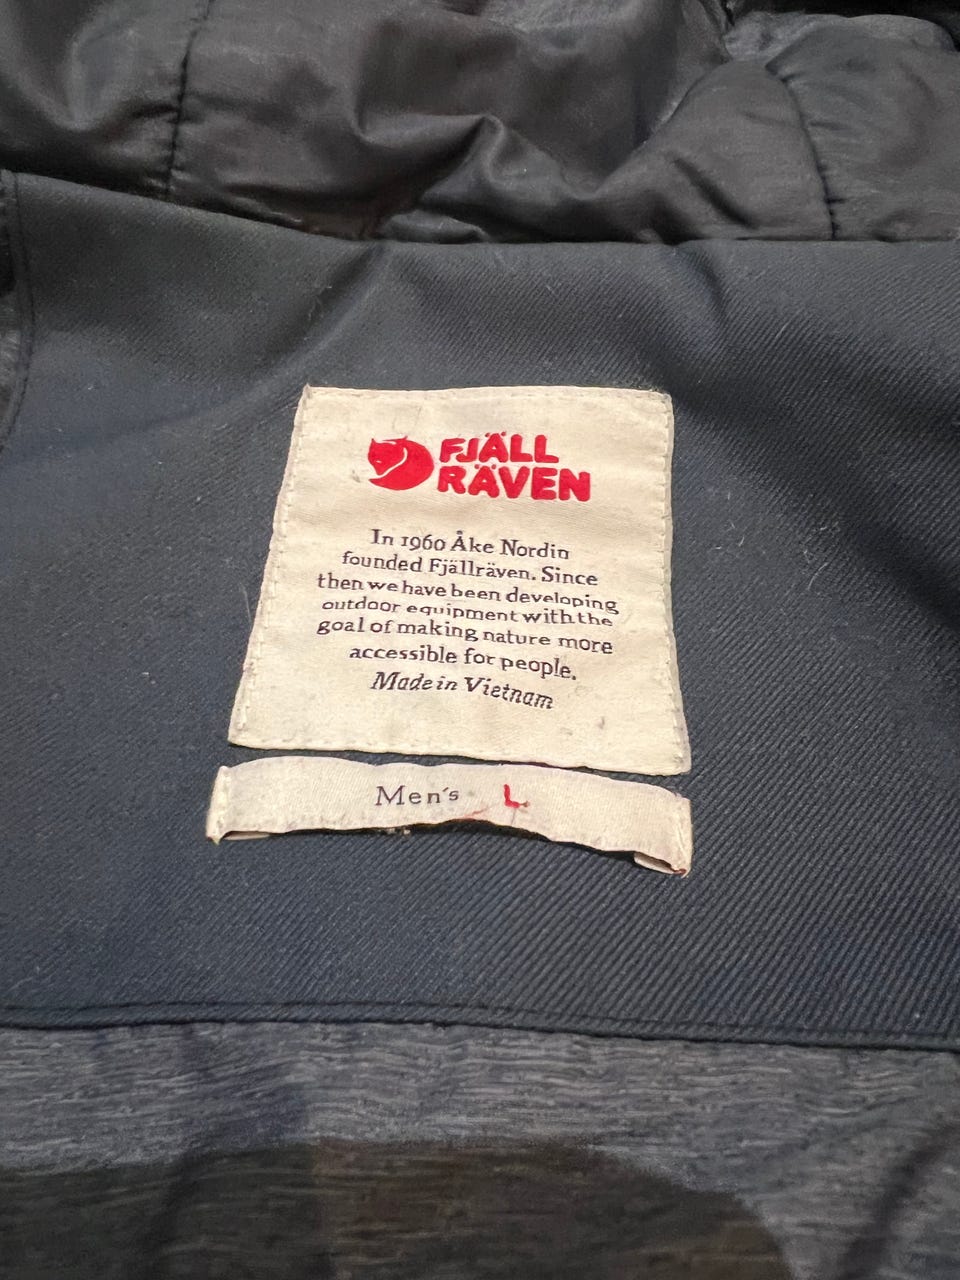 FJÄLL
RÄVEN
In 1960 Åke Nordin
founded Fjällräven. Since
then we have been developing
outdoor equipment with the
goal of making nature more
accessible for people.
Made in Vietnam
Men's L